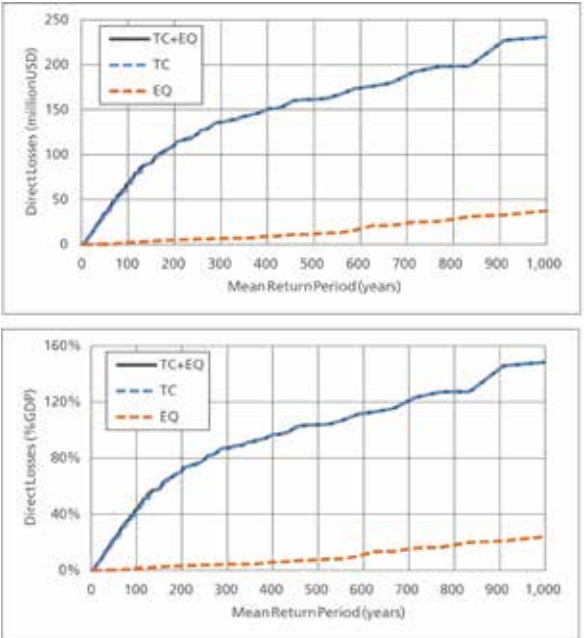 250
200
150
100
50
0
Direct Losses (million USD)
TC+EQ
TC
EQ
0 100 200 300 400 500 600 700 800 900 1,000
Mean Return Period (years)
160%
120%
80%
40%
0%
Direct Losses (%GDP)
TC+EQ
TC
EQ
0 100 200 300 400 500 600 700 800 900 1,000
Mean Return Period (years)